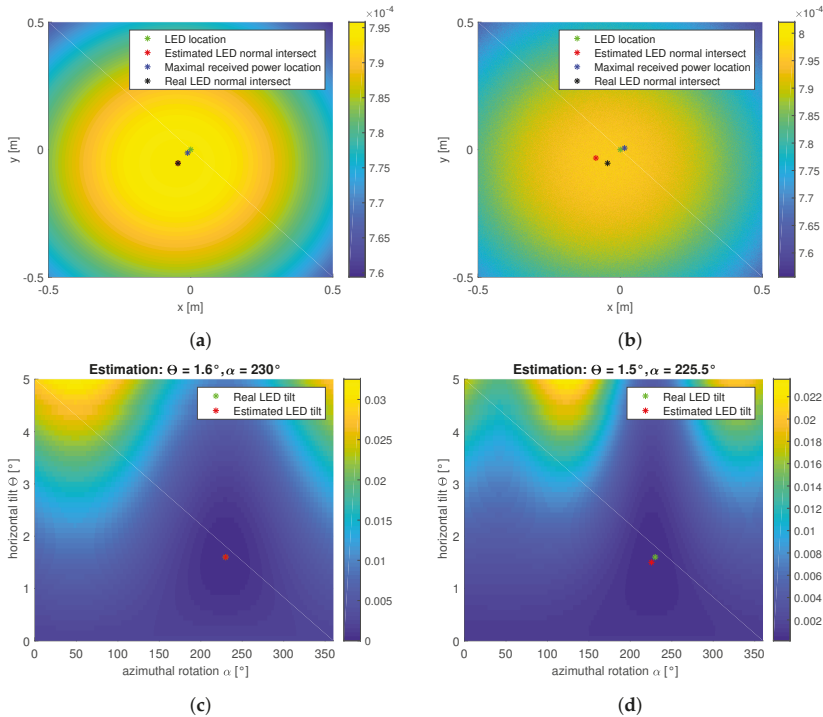 ×10⁻⁴
0.5
LED location
Estimated LED normal intersect
Maximal received power location
Real LED normal intersect
7.95
7.9
7.85
7.8
7.75
7.7
7.65
7.6
y [m]
0
-0.5
-0.5
0
0.5
x [m]
(a)
×10⁻⁴
0.5
LED location
Estimated LED normal intersect
Maximal received power location
Real LED normal intersect
8
7.95
7.9
7.85
7.8
7.75
7.7
7.65
7.6
y [m]
0
-0.5
-0.5
0
0.5
x [m]
(b)
Estimation: Θ = 1.6°, α = 230°
Real LED tilt
Estimated LED tilt
5
4
3
2
1
0
horizontal tilt Θ [°]
0
50
100
150
200
250
300
350
azimuthal rotation α [°]
0.03
0.025
0.02
0.015
0.01
0.005
0
(c)
Estimation: Θ = 1.5°, α = 225.5°
Real LED tilt
Estimated LED tilt
5
4
3
2
1
0
horizontal tilt Θ [°]
0
50
100
150
200
250
300
350
azimuthal rotation α [°]
0.022
0.02
0.018
0.016
0.014
0.012
0.01
0.008
0.006
0.004
0.002
(d)